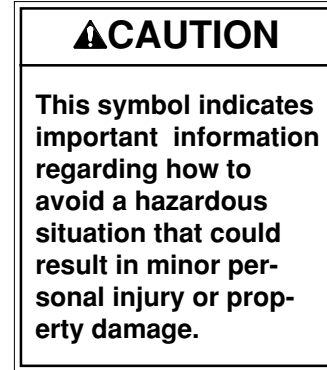 ⚠CAUTION
This symbol indicates
important information
regarding how to
avoid a hazardous
situation that could
result in minor per-
sonal injury or prop-
erty damage.